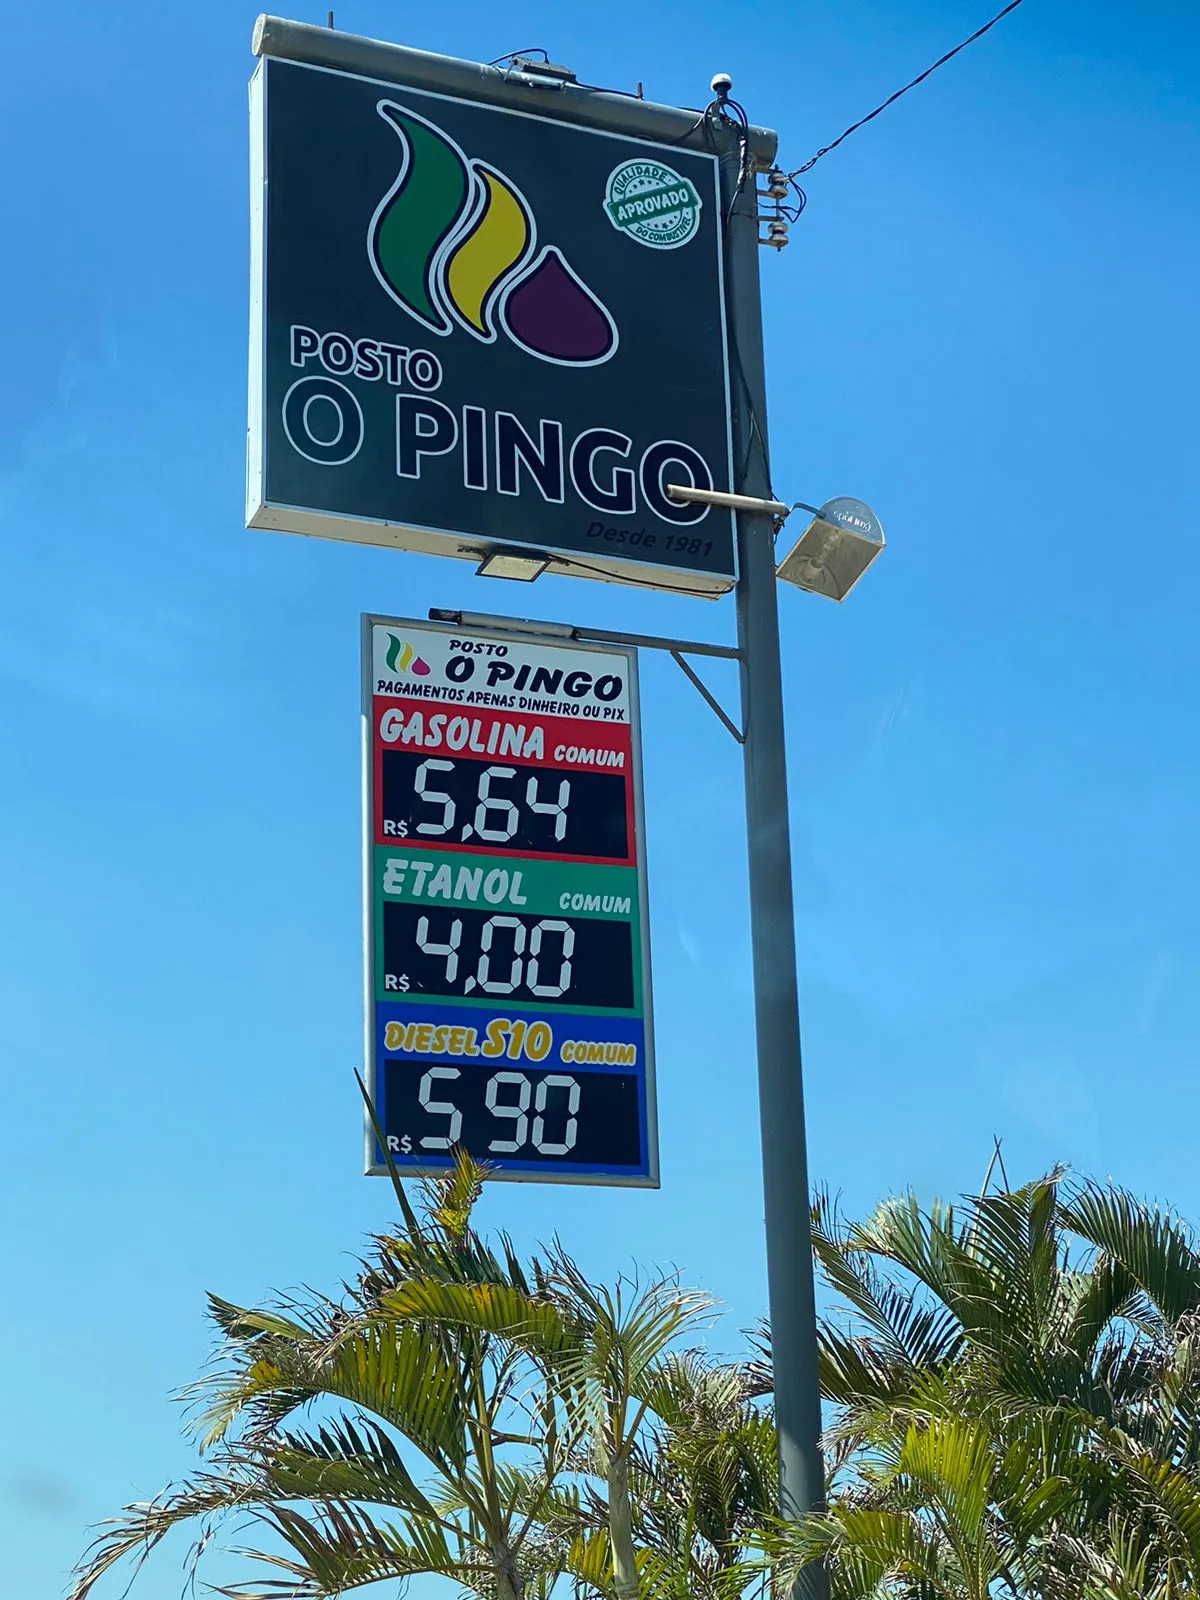 QUALIDADE
APROVADO
DO COMBUSTÍVEL
POSTO
O PINGO
Desde 1981
POSTO
O PINGO
PAGAMENTOS APENAS DINHEIRO OU PIX
GASOLINA COMUM
R$ 5,64
ETANOL COMUM
R$ 4,00
DIESEL S10 COMUM
R$ 5 90